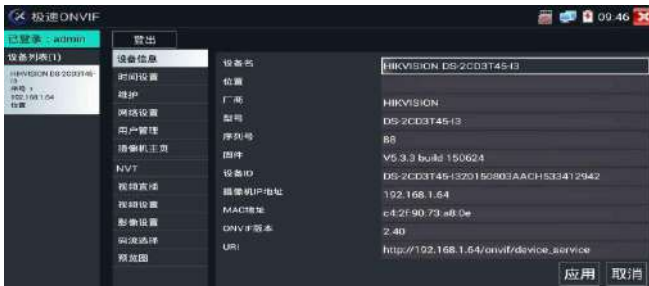 极速ONVIF
09:46
已登录：admin
登出
设备列表(1)
HIKVISION DS-2CD3T45-I3
序号 1
192.168.1.64
位置
设备信息
时间设置
维护
网络设置
用户管理
摄像机主页
NVT
视频直播
视频设置
影像设置
码流选择
预览图
设备名 HIKVISION DS-2CD3T45-I3
位置
厂商 HIKVISION
型号 DS-2CD3T45-I3
序列号 88
固件 V5.3.3 build 150624
设备ID DS-2CD3T45-I320150803AACH533412942
摄像机IP地址 192.168.1.64
MAC地址 c4:2f:90:73:a8:0e
ONVIF版本 2.40
URI http://192.168.1.64/onvif/device_service
应用 取消